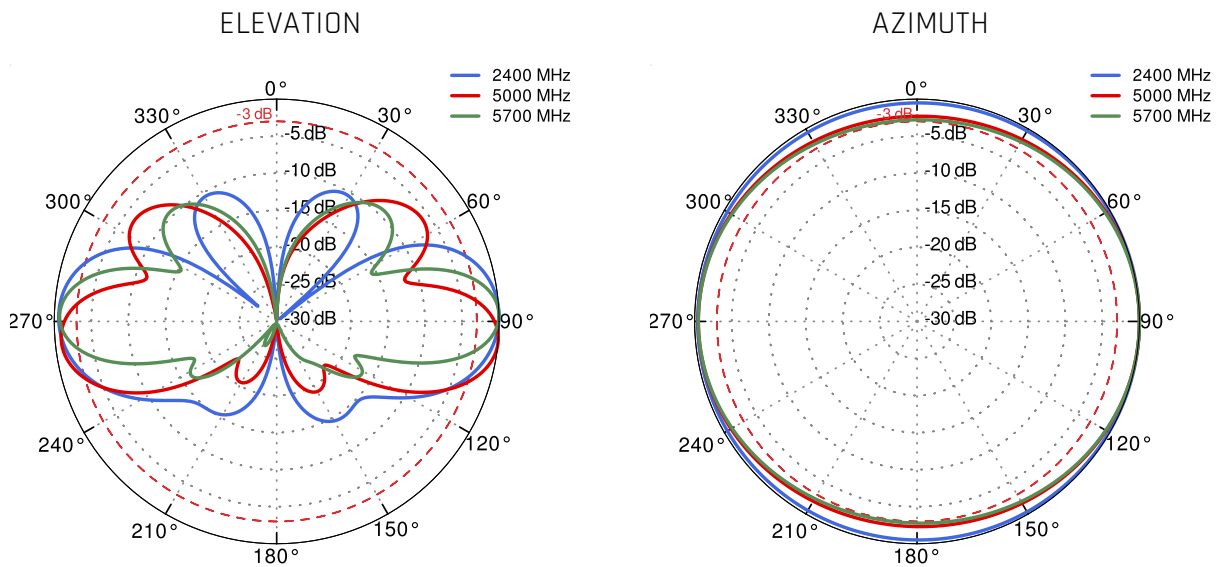 ELEVATION
2400 MHz
5000 MHz
5700 MHz
0°
330°
-3 dB
30°
-5 dB
-10 dB
300°
60°
-15 dB
-20 dB
-25 dB
270°
-30 dB
90°
240°
120°
210°
150°
180°
AZIMUTH
2400 MHz
5000 MHz
5700 MHz
0°
330°
-3 dB
30°
-5 dB
-10 dB
300°
60°
-15 dB
-20 dB
-25 dB
270°
-30 dB
90°
240°
120°
210°
150°
180°